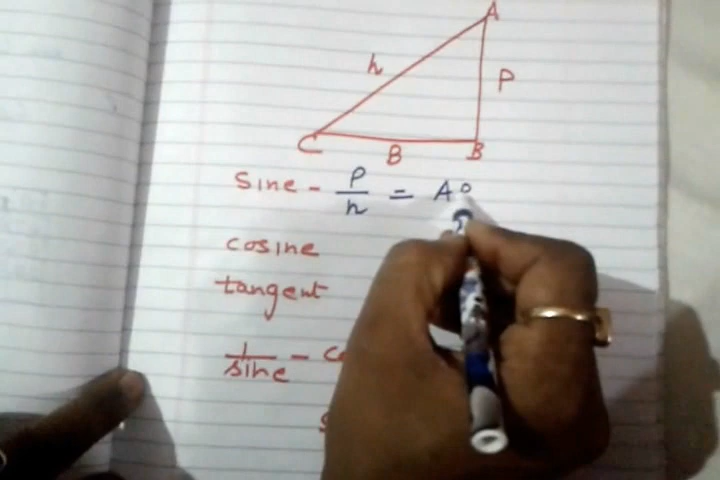 A
h
P
C
B
B
Sine - P/h = A
cosine
tangent
1/sine -